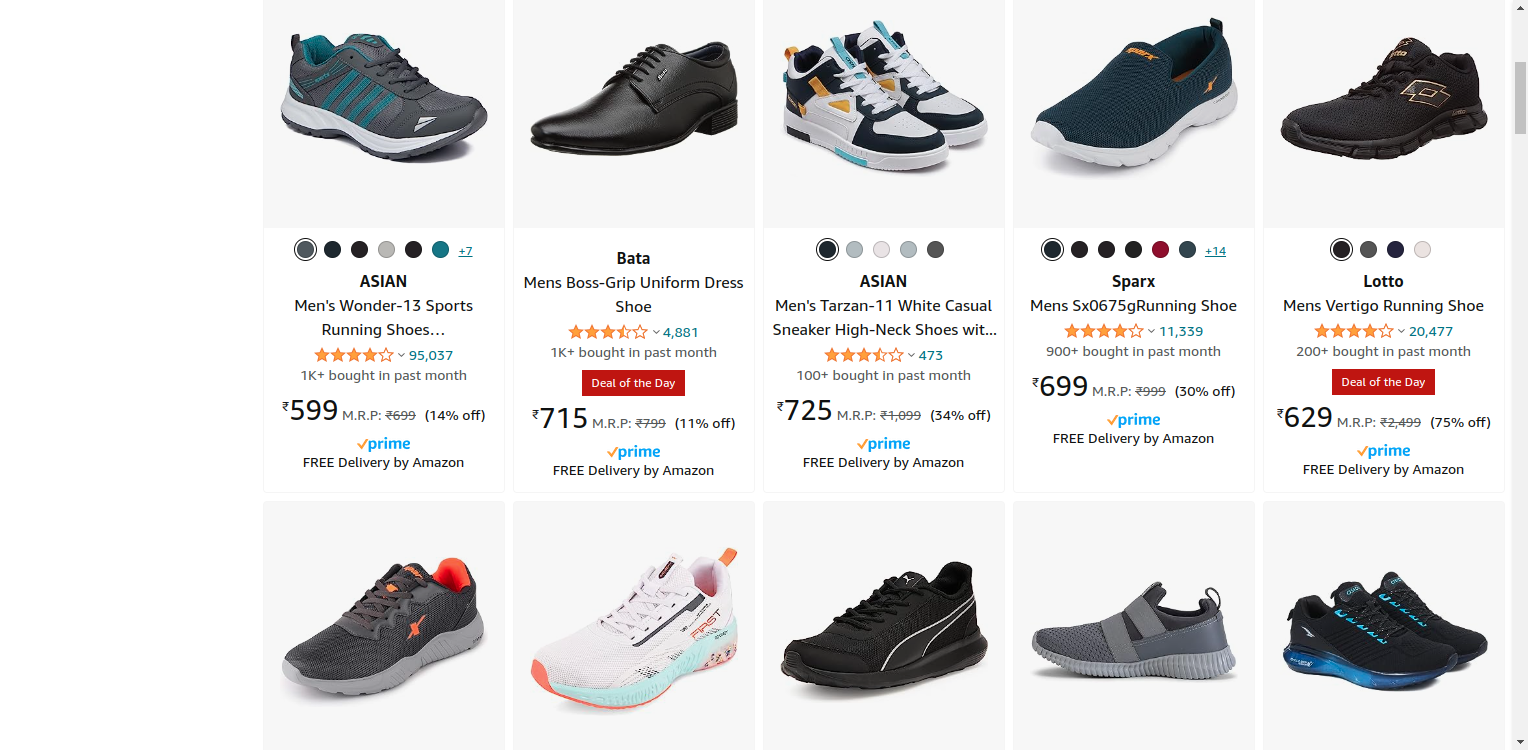 +7
ASIAN
Men's Wonder-13 Sports
Running Shoes…
95,037
1K+ bought in past month
₹599 M.R.P: ₹699 (14% off)
prime
FREE Delivery by Amazon
Bata
Mens Boss-Grip Uniform Dress
Shoe
4,881
1K+ bought in past month
Deal of the Day
₹715 M.R.P: ₹799 (11% off)
prime
FREE Delivery by Amazon
ASIAN
Men's Tarzan-11 White Casual
Sneaker High-Neck Shoes wit...
473
100+ bought in past month
₹725 M.R.P: ₹1,099 (34% off)
prime
FREE Delivery by Amazon
sparx
+14
Sparx
Mens Sx0675gRunning Shoe
11,339
900+ bought in past month
₹699 M.R.P: ₹999 (30% off)
prime
FREE Delivery by Amazon
Lotto
Lotto
Mens Vertigo Running Shoe
20,477
200+ bought in past month
Deal of the Day
₹629 M.R.P: ₹2,499 (75% off)
prime
FREE Delivery by Amazon
FIRST